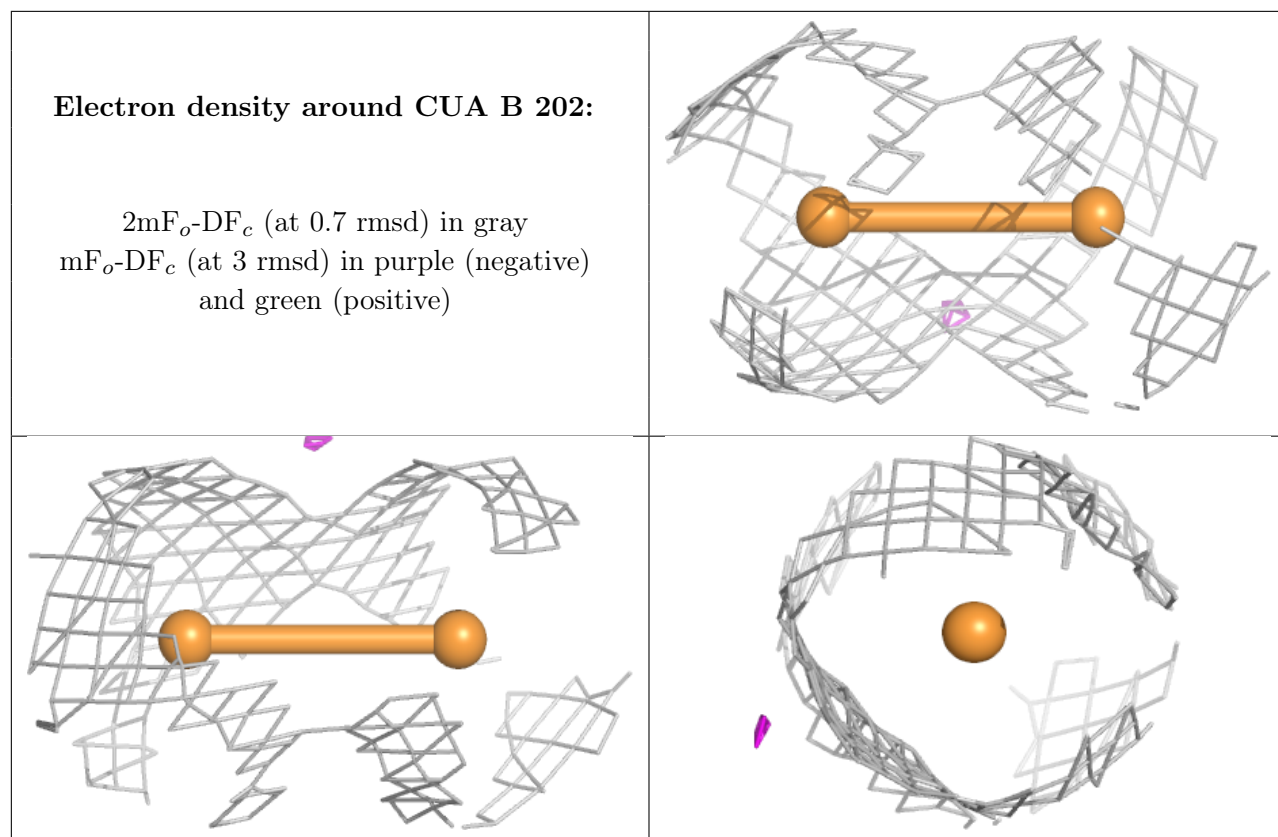 Electron density around CUA B 202:
2mFo-DFc (at 0.7 rmsd) in gray
mFo-DFc (at 3 rmsd) in purple (negative)
and green (positive)